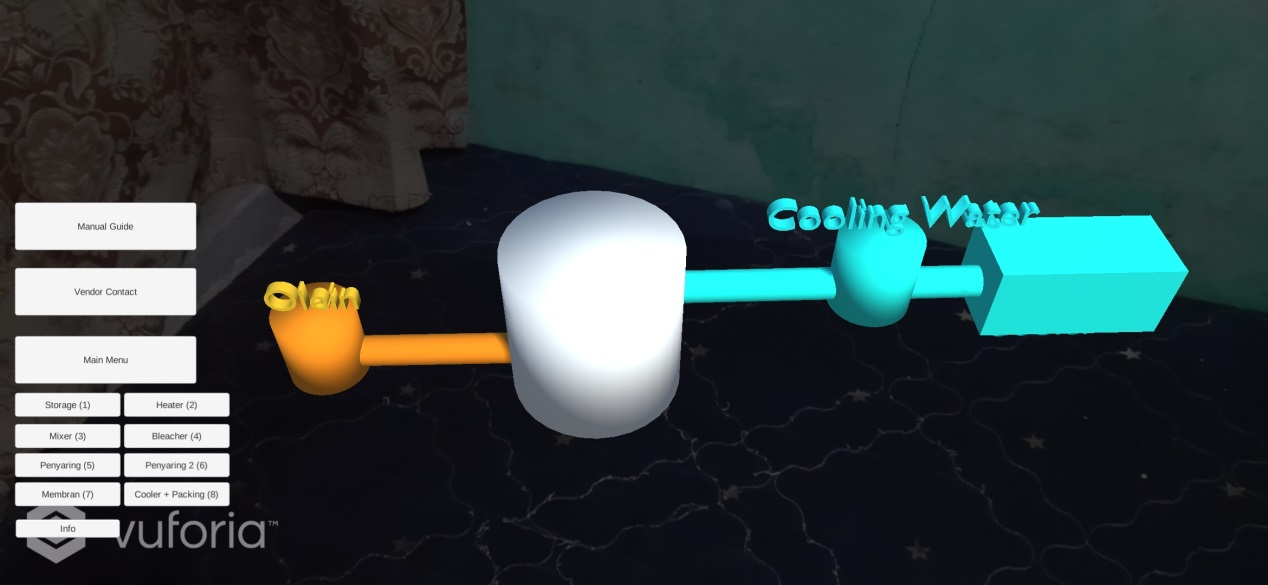 Manual Guide
Vendor Contact
Main Menu
Storage (1)
Heater (2)
Mixer (3)
Bleacher (4)
Penyaring (5)
Penyaring 2 (6)
Membran (7)
Cooler + Packing (8)
Info
vuforia™
Olein
Cooling Water